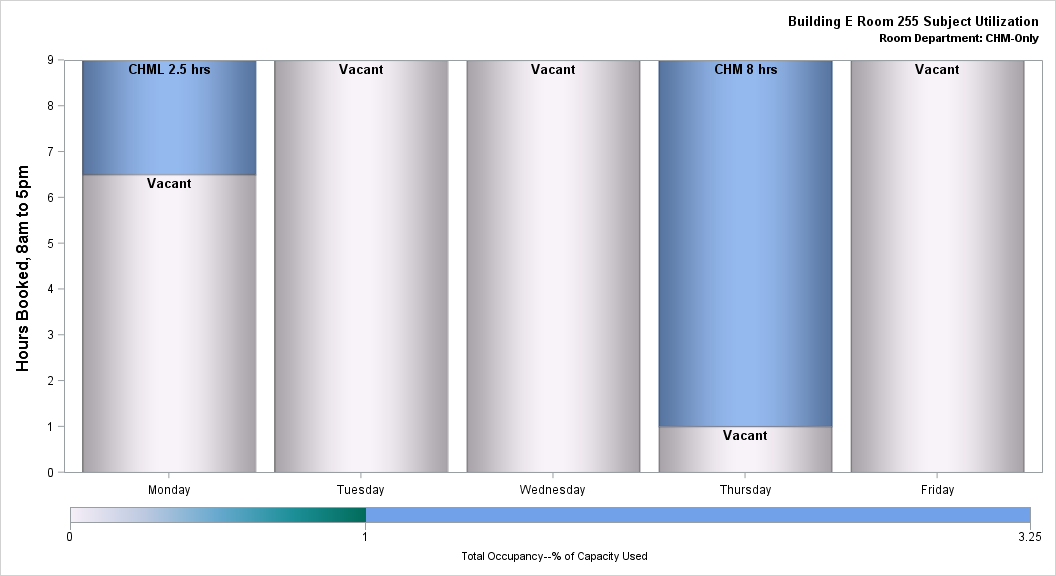 Building E Room 255 Subject Utilization
Room Department: CHM-Only
Hours Booked, 8am to 5pm
9
8
7
6
5
4
3
2
1
0
CHML 2.5 hrs
Vacant
Vacant
Vacant
CHM 8 hrs
Vacant
Vacant
Monday
Tuesday
Wednesday
Thursday
Friday
0
1
3.25
Total Occupancy--% of Capacity Used